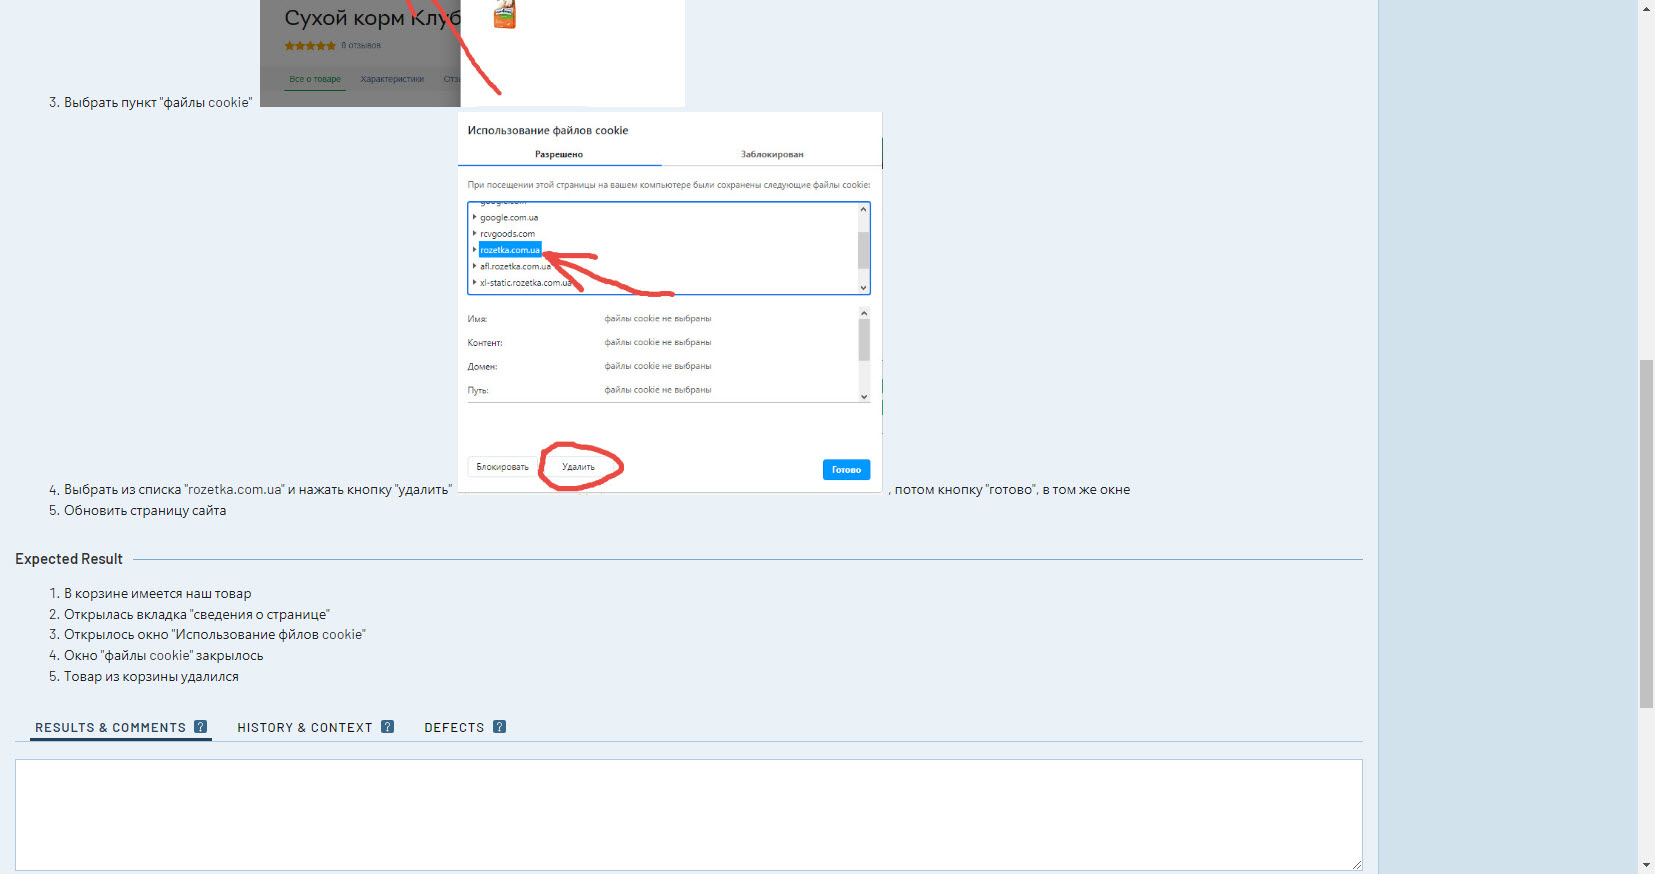 Сухой корм Клуб
8 отзывов
Все о товаре Характеристики Отзы
3. Выбрать пункт "файлы cookie"
Использование файлов cookie
Разрешено Заблокирован
При посещении этой страницы на вашем компьютере были сохранены следующие файлы cookie:
google.com
google.com.ua
rcvgoods.com
rozetka.com.ua
afl.rozetka.com.ua
xl-static.rozetka.com.ua
Имя: файлы cookie не выбраны
Контент: файлы cookie не выбраны
Домен: файлы cookie не выбраны
Путь: файлы cookie не выбраны
Блокировать Удалить Готово
4. Выбрать из списка "rozetka.com.ua" и нажать кнопку "удалить" , потом кнопку "готово", в том же окне
5. Обновить страницу сайта
Expected Result
1. В корзине имеется наш товар
2. Открылась вкладка "сведения о странице"
3. Открылось окно "Использование фйлов cookie"
4. Окно "файлы cookie" закрылось
5. Товар из корзины удалился
RESULTS & COMMENTS ? HISTORY & CONTEXT ? DEFECTS ?